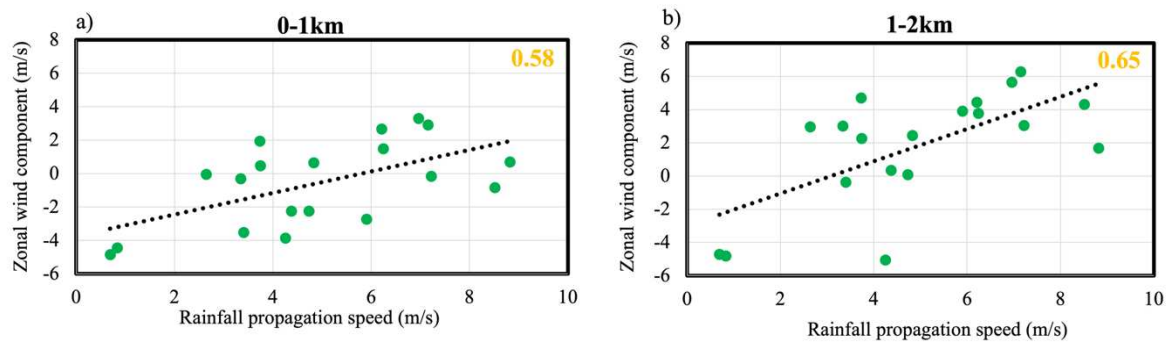 a)
0-1km
8
6
4
2
0
-2
-4
-6
0.58
0 2 4 6 8 10
Zonal wind component (m/s)
Rainfall propagation speed (m/s)
b)
1-2km
8
6
4
2
0
-2
-4
-6
0.65
0 2 4 6 8 10
Zonal wind component (m/s)
Rainfall propagation speed (m/s)